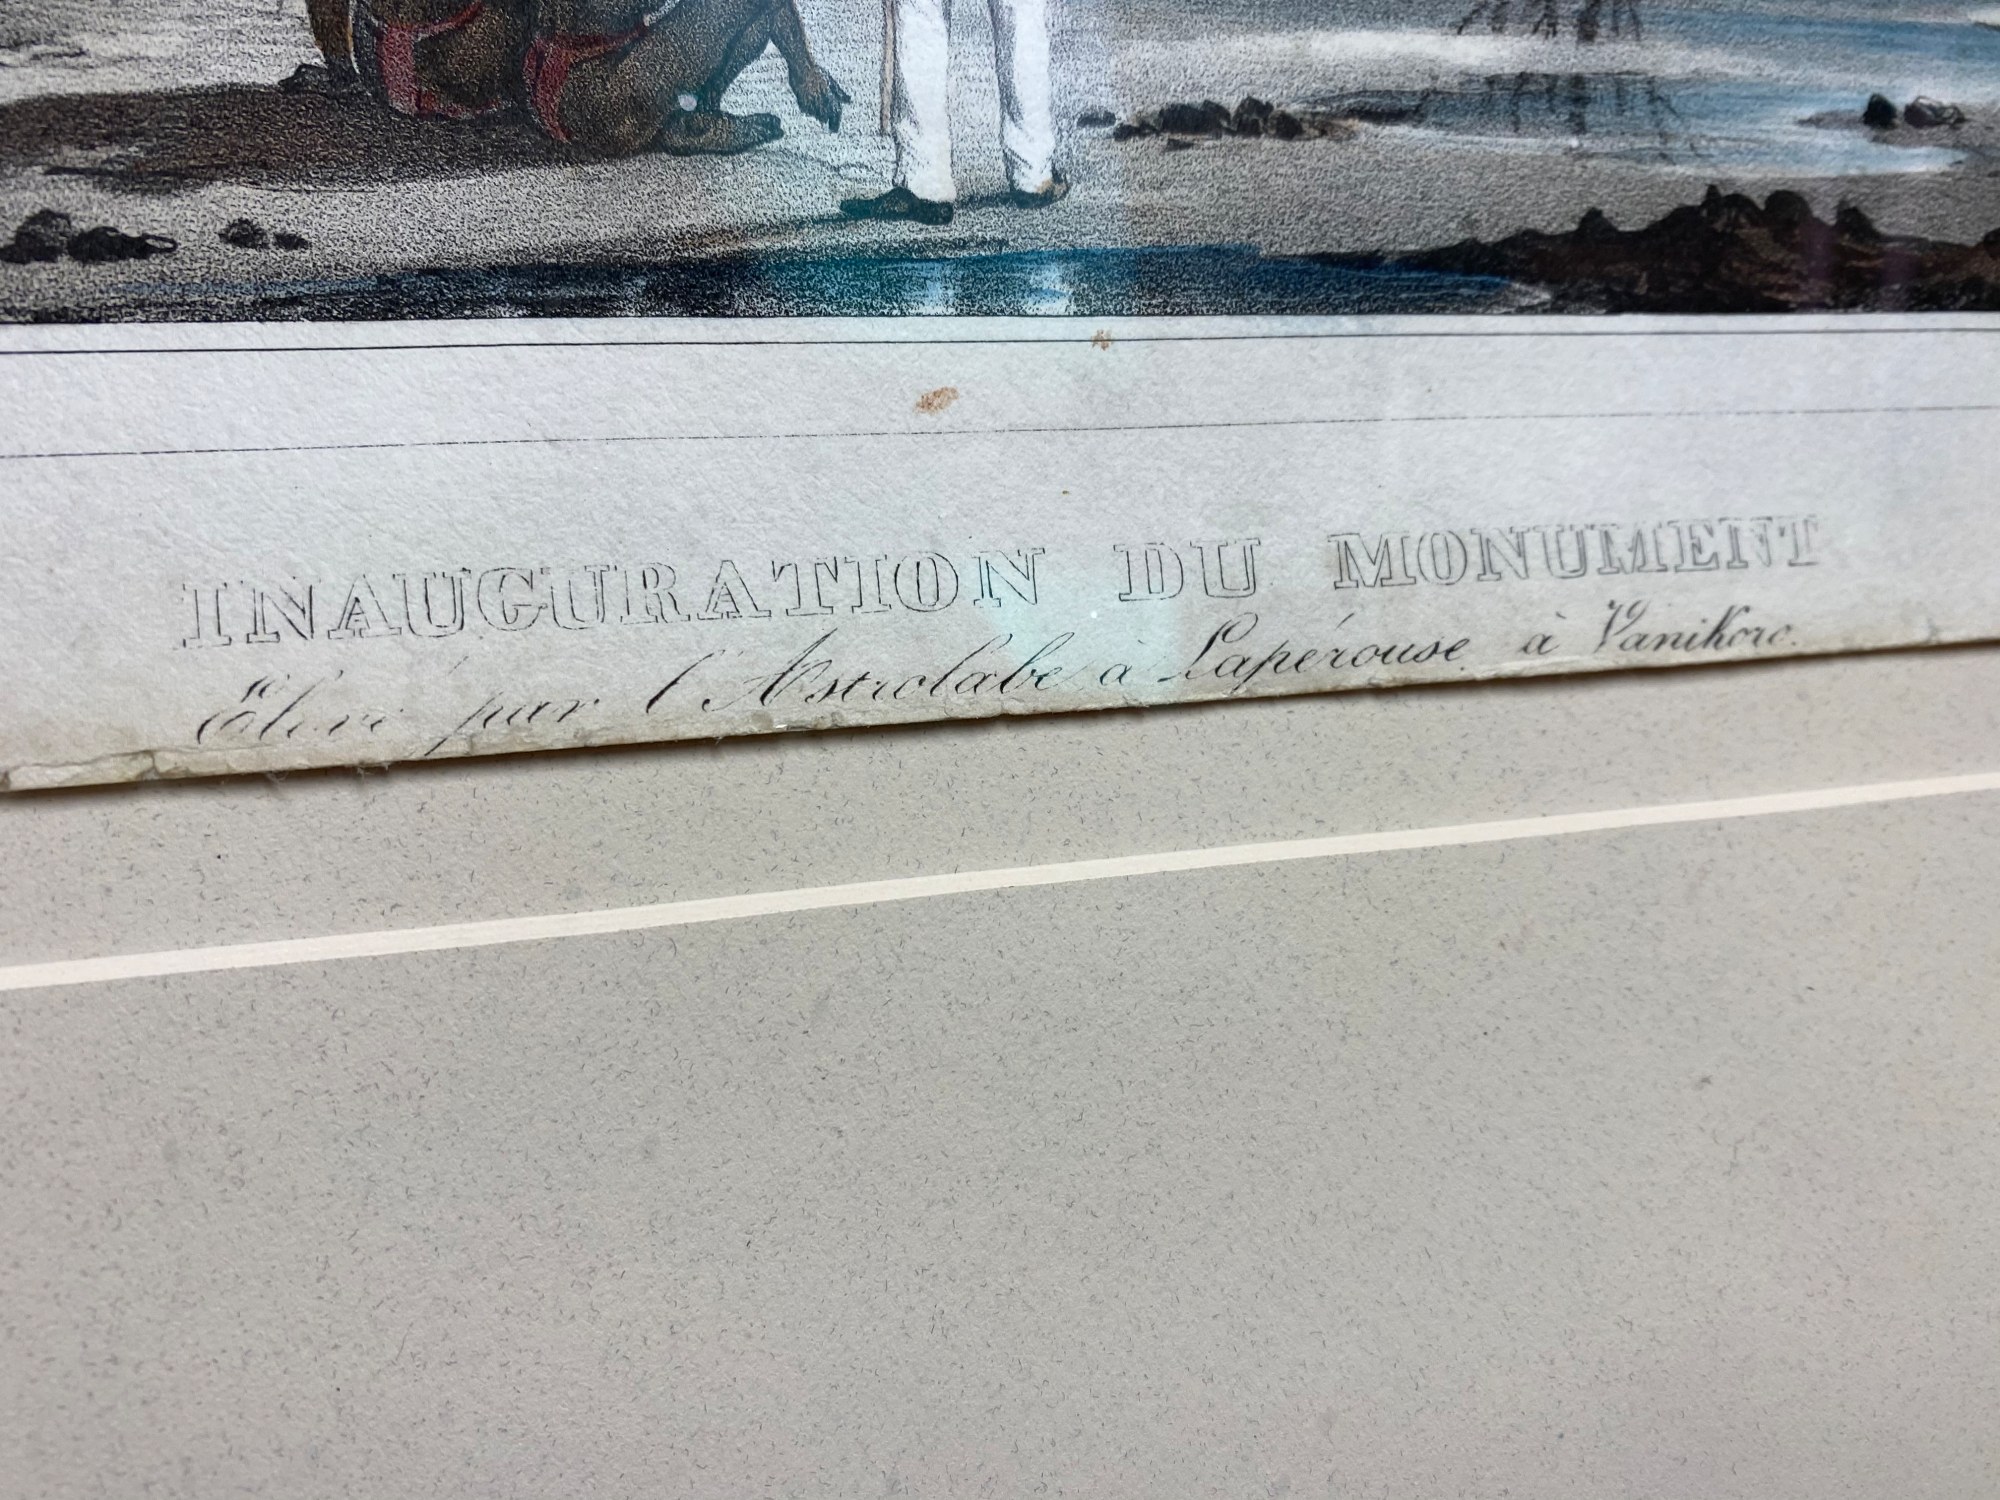 INAUGURATION DU MONUMENT
Élevé par l'Astrolabe à Lapérouse à Vanikoro.